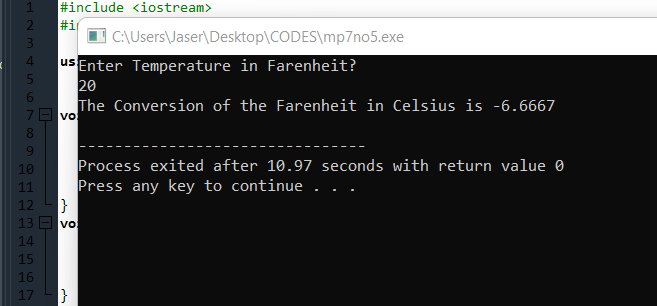 1 #include <iostream>
2 #in
C:\Users\Jaser\Desktop\CODES\mp7no5.exe
3
4 us
Enter Temperature in Farenheit?
5
20
6
The Conversion of the Farenheit in Celsius is -6.6667
7 vo
8
9
--------------------------------
10
Process exited after 10.97 seconds with return value 0
11
Press any key to continue . . .
12 }
13 vo
14
15
16
17 }